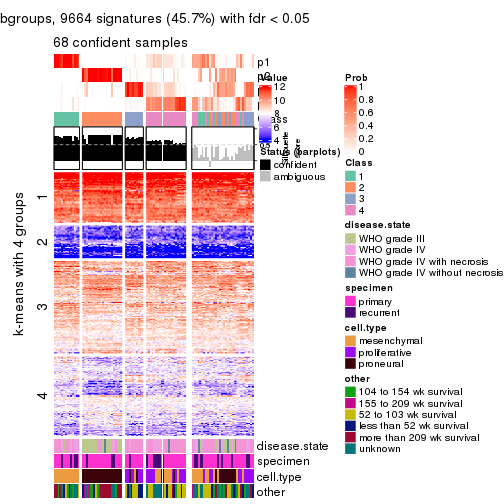 bgroups, 9664 signatures (45.7%) with fdr < 0.05
68 confident samples
p1
Value
12
10
8
6
4
Status (barplots)
confident
ambiguous
Silhouette
score
k-means with 4 groups
1
2
3
4
disease.state
specimen
cell.type
other
Prob
1
0.8
0.6
0.4
0.2
0
Class
1
2
3
4
disease.state
WHO grade III
WHO grade IV
WHO grade IV with necrosis
WHO grade IV without necrosis
specimen
primary
recurrent
cell.type
mesenchymal
proliferative
proneural
other
104 to 154 wk survival
155 to 209 wk survival
52 to 103 wk survival
less than 52 wk survival
more than 209 wk survival
unknown